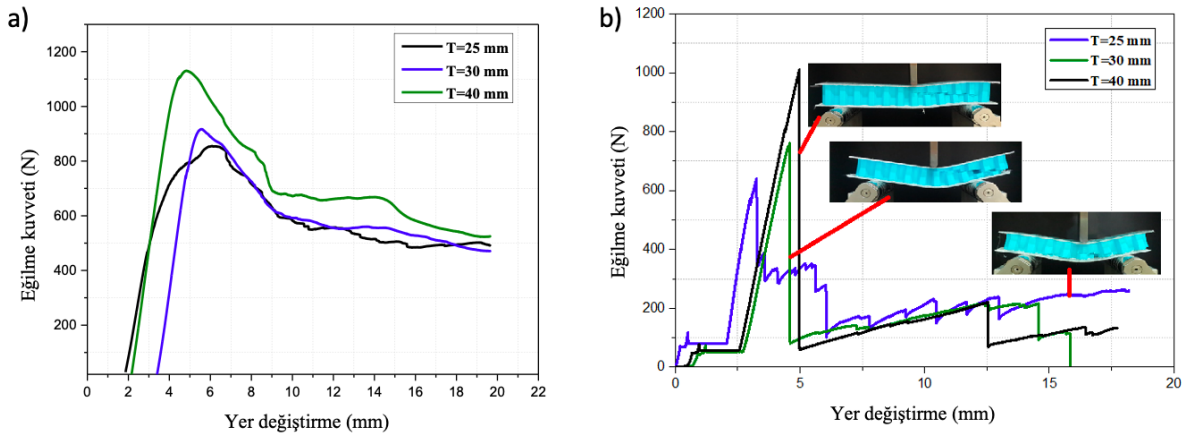 a)
Eğilme kuvveti (N)
1200
1000
800
600
400
200
0
2
4
6
8
10
12
14
16
18
20
22
Yer değiştirme (mm)
T=25 mm
T=30 mm
T=40 mm
b)
Eğilme kuvveti (N)
1200
1000
800
600
400
200
0
0
5
10
15
20
Yer değiştirme (mm)
T=25 mm
T=30 mm
T=40 mm